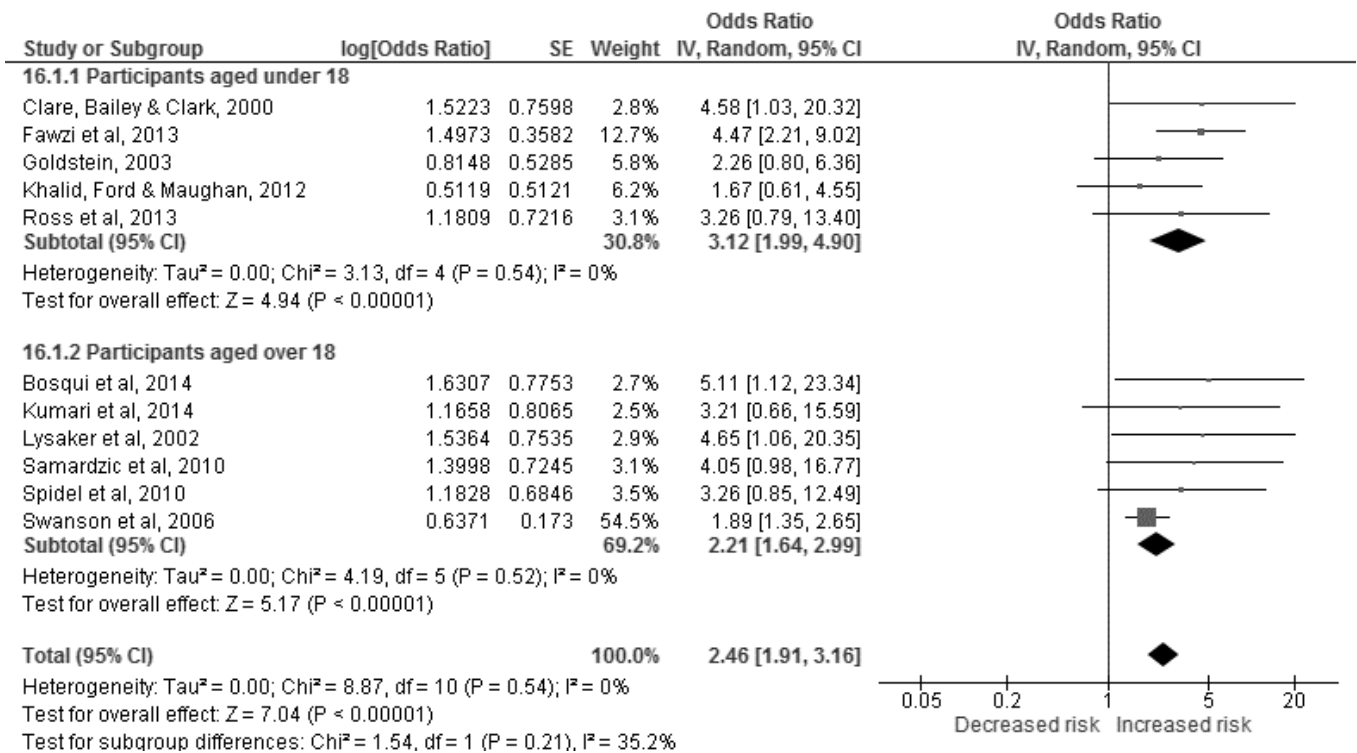 Odds Ratio Odds Ratio
Study or Subgroup log[Odds Ratio] SE Weight IV, Random, 95% CI IV, Random, 95% CI
16.1.1 Participants aged under 18
Clare, Bailey & Clark, 2000 1.5223 0.7598 2.8% 4.58 [1.03, 20.32]
Fawzi et al, 2013 1.4973 0.3582 12.7% 4.47 [2.21, 9.02]
Goldstein, 2003 0.8148 0.5285 5.8% 2.26 [0.80, 6.36]
Khalid, Ford & Maughan, 2012 0.5119 0.5121 6.2% 1.67 [0.61, 4.55]
Ross et al, 2013 1.1809 0.7216 3.1% 3.26 [0.79, 13.40]
Subtotal (95% CI) 30.8% 3.12 [1.99, 4.90]
Heterogeneity: Tau² = 0.00; Chi² = 3.13, df = 4 (P = 0.54); I² = 0%
Test for overall effect: Z = 4.94 (P < 0.00001)
16.1.2 Participants aged over 18
Bosqui et al, 2014 1.6307 0.7753 2.7% 5.11 [1.12, 23.34]
Kumari et al, 2014 1.1658 0.8065 2.5% 3.21 [0.66, 15.59]
Lysaker et al, 2002 1.5364 0.7535 2.9% 4.65 [1.06, 20.35]
Samardzic et al, 2010 1.3998 0.7245 3.1% 4.05 [0.98, 16.77]
Spidel et al, 2010 1.1828 0.6846 3.5% 3.26 [0.85, 12.49]
Swanson et al, 2006 0.6371 0.173 54.5% 1.89 [1.35, 2.65]
Subtotal (95% CI) 69.2% 2.21 [1.64, 2.99]
Heterogeneity: Tau² = 0.00; Chi² = 4.19, df = 5 (P = 0.52); I² = 0%
Test for overall effect: Z = 5.17 (P < 0.00001)
Total (95% CI) 100.0% 2.46 [1.91, 3.16]
Heterogeneity: Tau² = 0.00; Chi² = 8.87, df = 10 (P = 0.54); I² = 0%
Test for overall effect: Z = 7.04 (P < 0.00001)
Test for subgroup differences: Chi² = 1.54, df = 1 (P = 0.21), I² = 35.2%
0.05 0.2 1 5 20
Decreased risk Increased risk